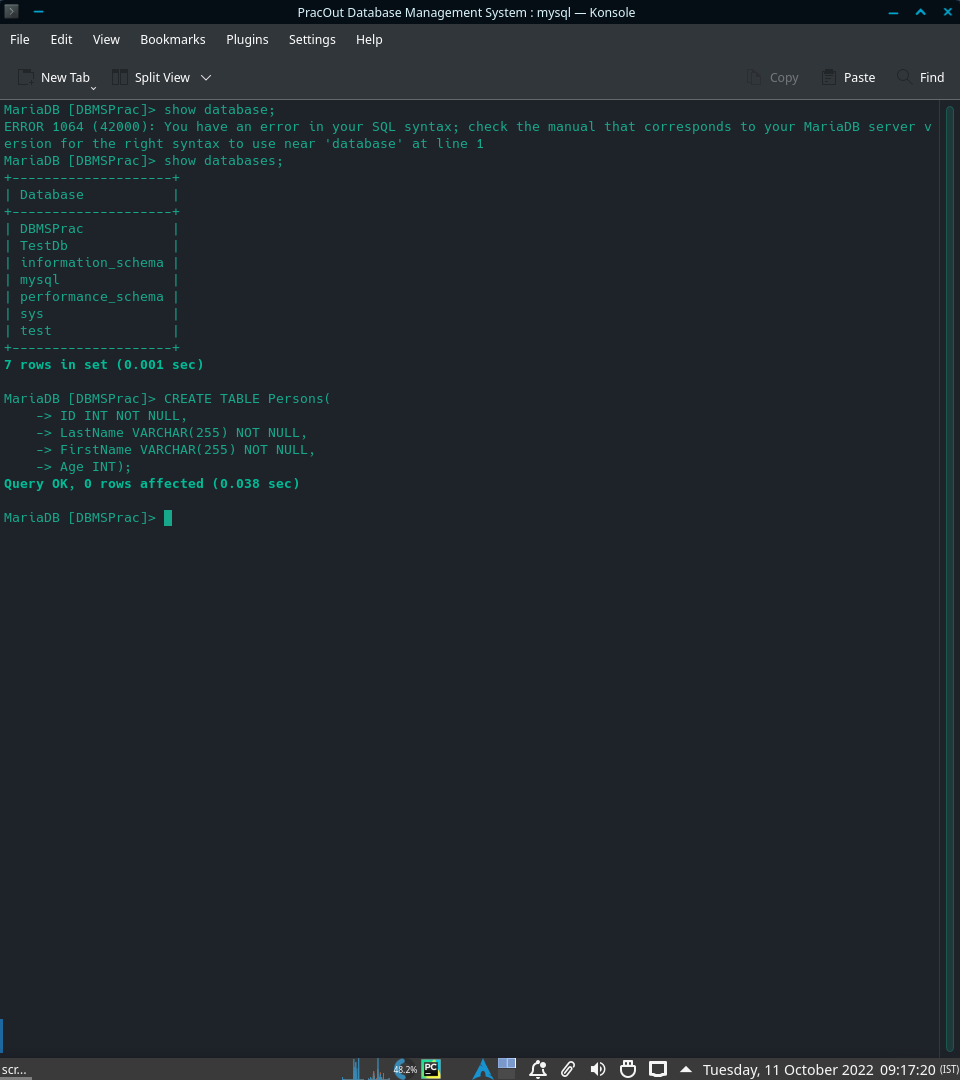 PracOut Database Management System : mysql — Konsole
File Edit View Bookmarks Plugins Settings Help
New Tab Split View Copy Paste Find
MariaDB [DBMSPrac]> show database;
ERROR 1064 (42000): You have an error in your SQL syntax; check the manual that corresponds to your MariaDB server v
ersion for the right syntax to use near 'database' at line 1
MariaDB [DBMSPrac]> show databases;
+--------------------+
| Database           |
+--------------------+
| DBMSPrac           |
| TestDb             |
| information_schema |
| mysql              |
| performance_schema |
| sys                |
| test               |
+--------------------+
7 rows in set (0.001 sec)
MariaDB [DBMSPrac]> CREATE TABLE Persons(
    -> ID INT NOT NULL,
    -> LastName VARCHAR(255) NOT NULL,
    -> FirstName VARCHAR(255) NOT NULL,
    -> Age INT);
Query OK, 0 rows affected (0.038 sec)
MariaDB [DBMSPrac]>
scr... 48.2% PC Tuesday, 11 October 2022 09:17:20 (IST)